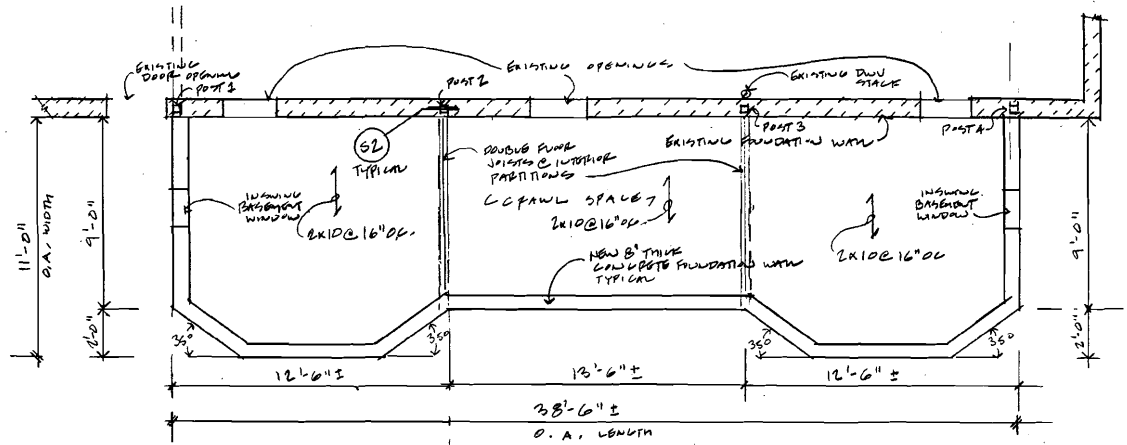 EXISTING
DOOR OPENING
POST 1
POST 2
EXISTING OPENINGS
EXISTING DWV
STACK
POST 3
POST 4
EXISTING FOUNDATION WALL
S2
TYPICAL
DOUBLE FLOOR
JOISTS @ INTERIOR
PARTITIONS
INSWING
BASEMENT
WINDOW
2X10@16"OC.
CCRAWL SPACE
2X10@16"OC.
INSWING
BASEMENT
WINDOW
2X10@16"OC
NEW 8" THICK
CONCRETE FOUNDATION WALL
TYPICAL
11'-0"
O.A. WIDTH
9'-0"
2'-0"
9'-0"
2'-0"
35°
35°
35°
35°
12'-6"±
13'-6"±
12'-6"±
38'-6"±
O.A. LENGTH